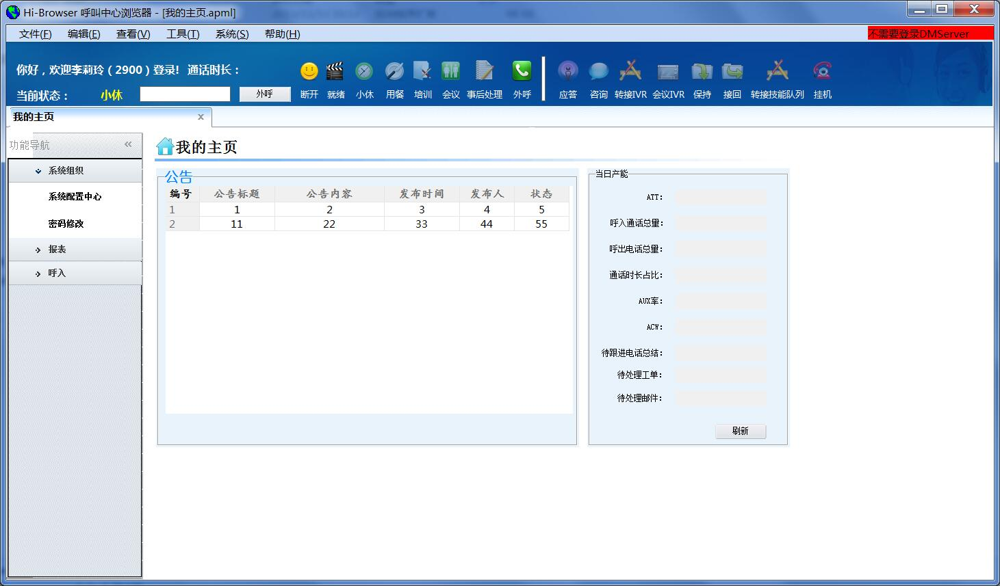 Hi-Browser 呼叫中心浏览器 - [我的主页.apml]
文件(F) 编辑(E) 查看(V) 工具(T) 系统(S) 帮助(H) 不需要登录DMServer
你好，欢迎李莉玲（2900）登录! 通话时长：
当前状态： 小休 外呼 断开 就绪 小休 用餐 培训 会议 事后处理 外呼 应答 咨询 转接IVR 会议IVR 保持 接回 转接技能队列 挂机
我的主页
功能导航
系统组织
系统配置中心
密码修改
报表
呼入
我的主页
公告
编号 公告标题 公告内容 发布时间 发布人 状态
1 1 2 3 4 5
2 11 22 33 44 55
当日产能
ATT：
呼入通话总量：
呼出电话总量：
通话时长占比：
AUX率：
ACW：
待跟进电话总结：
待处理工单：
待处理邮件：
刷新